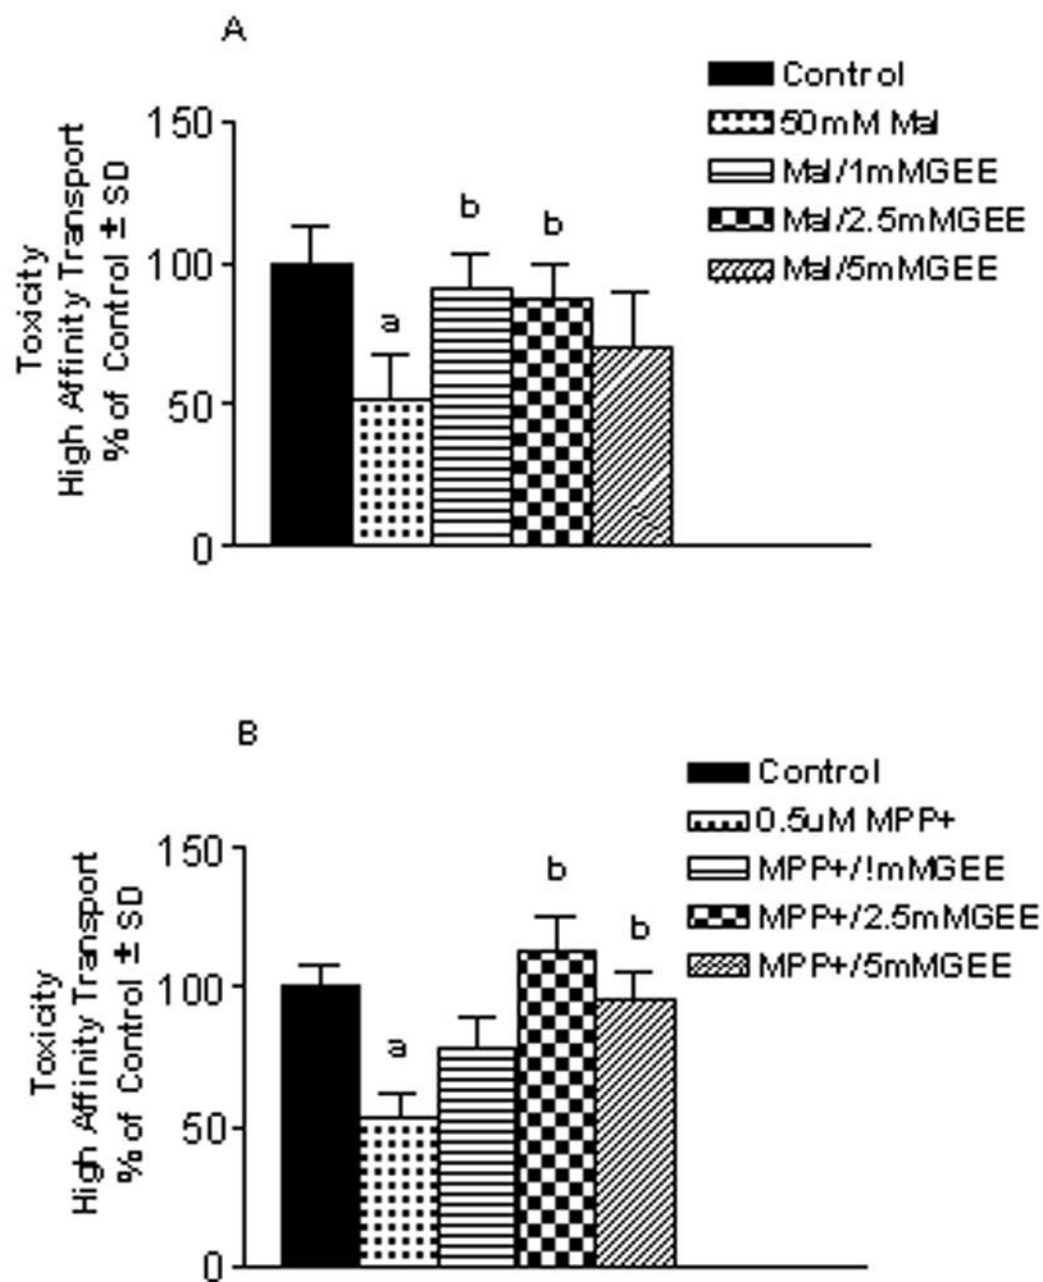 A
Toxicity
High Affinity Transport
% of Control ± SD
150
100
50
0
a
b
b
Control
50mM Mal
Mal/1mMGEE
Mal/2.5mMGEE
Mal/5mMGEE
B
Toxicity
High Affinity Transport
% of Control ± SD
150
100
50
0
a
b
b
Control
0.5uM MPP+
MPP+/!mMGEE
MPP+/2.5mMGEE
MPP+/5mMGEE